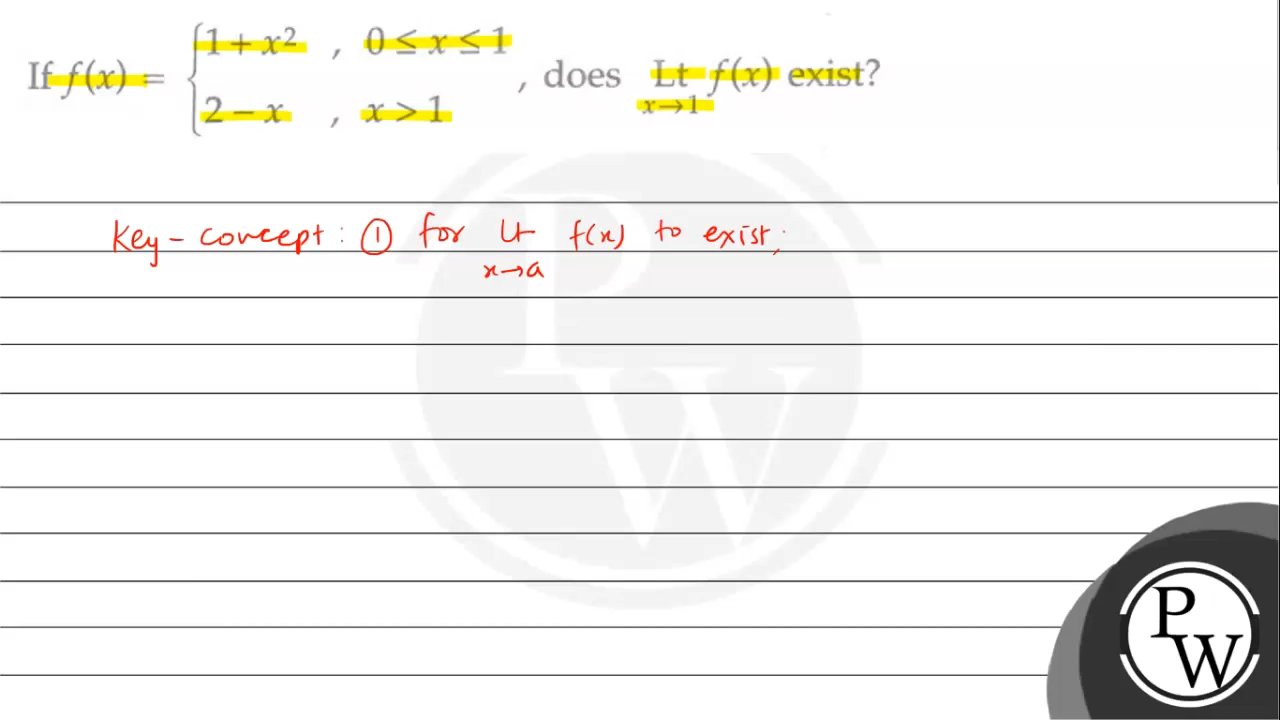 If f(x) = { 1 + x² , 0 ≤ x ≤ 1
2 − x , x > 1 , does Lt x→1 f(x) exist?
Key - concept : ① for Lt f(x) to exist;
x→a
P
W
P
W